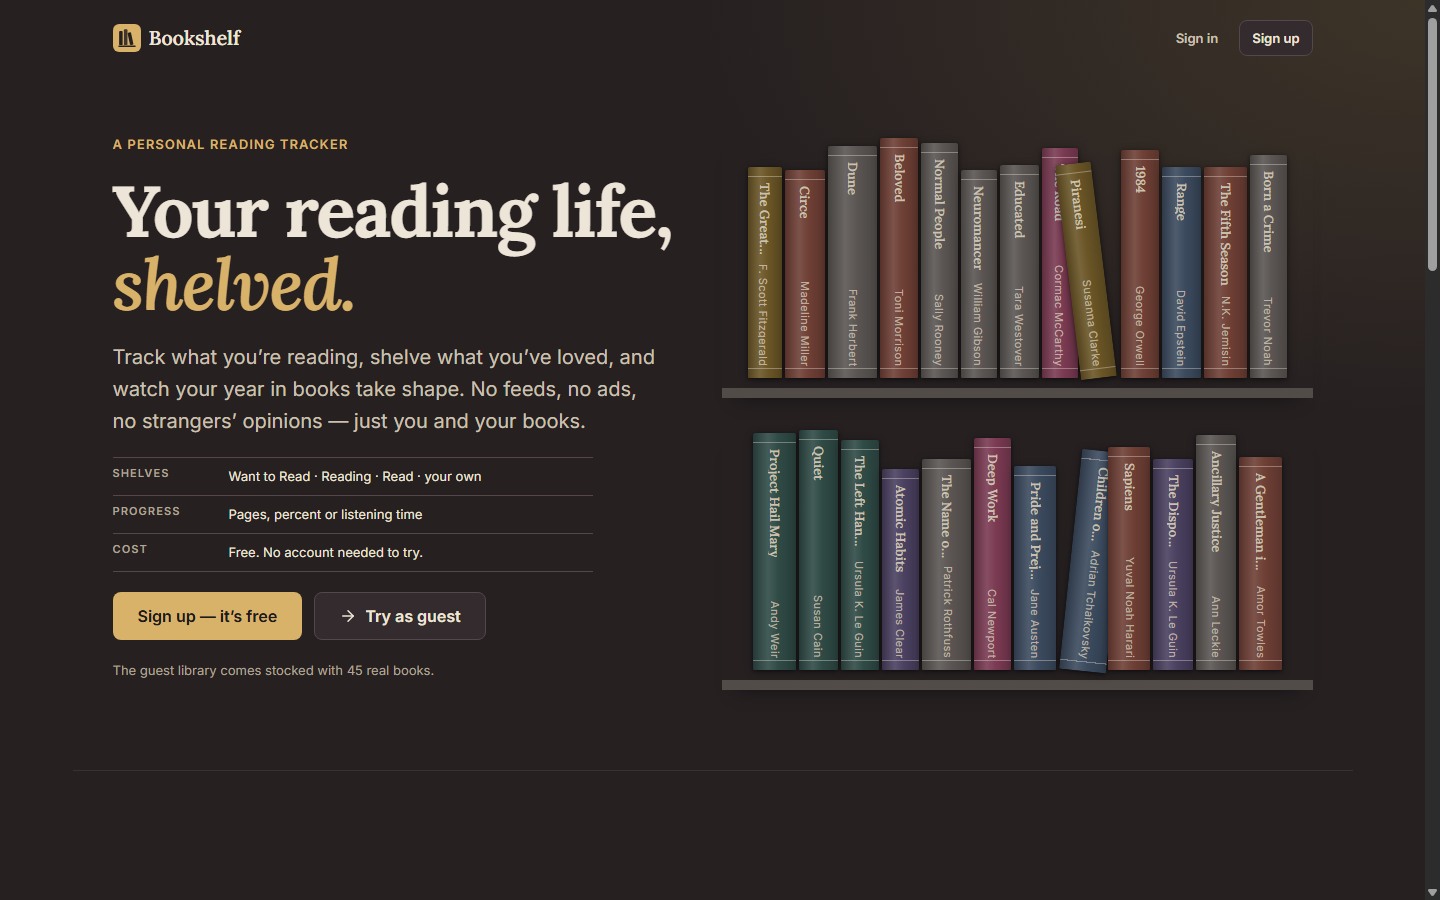 Bookshelf
Sign in
Sign up
A PERSONAL READING TRACKER
Your reading life,
shelved.
Track what you’re reading, shelve what you’ve loved, and
watch your year in books take shape. No feeds, no ads,
no strangers’ opinions — just you and your books.
SHELVES Want to Read · Reading · Read · your own
PROGRESS Pages, percent or listening time
COST Free. No account needed to try.
Sign up — it’s free
→ Try as guest
The guest library comes stocked with 45 real books.
The Great... F. Scott Fitzgerald
Circe Madeline Miller
Dune Frank Herbert
Beloved Toni Morrison
Normal People Sally Rooney
Neuromancer William Gibson
Educated Tara Westover
Road Cormac McCarthy
Piranesi Susanna Clarke
1984 George Orwell
Range David Epstein
The Fifth Season N.K. Jemisin
Born a Crime Trevor Noah
Project Hail Mary Andy Weir
Quiet Susan Cain
The Left Han... Ursula K. Le Guin
Atomic Habits James Clear
The Name o... Patrick Rothfuss
Deep Work Cal Newport
Pride and Prej... Jane Austen
Children o... Adrian Tchaikovsky
Sapiens Yuval Noah Harari
The Dispo... Ursula K. Le Guin
Ancillary Justice Ann Leckie
A Gentleman i... Amor Towles